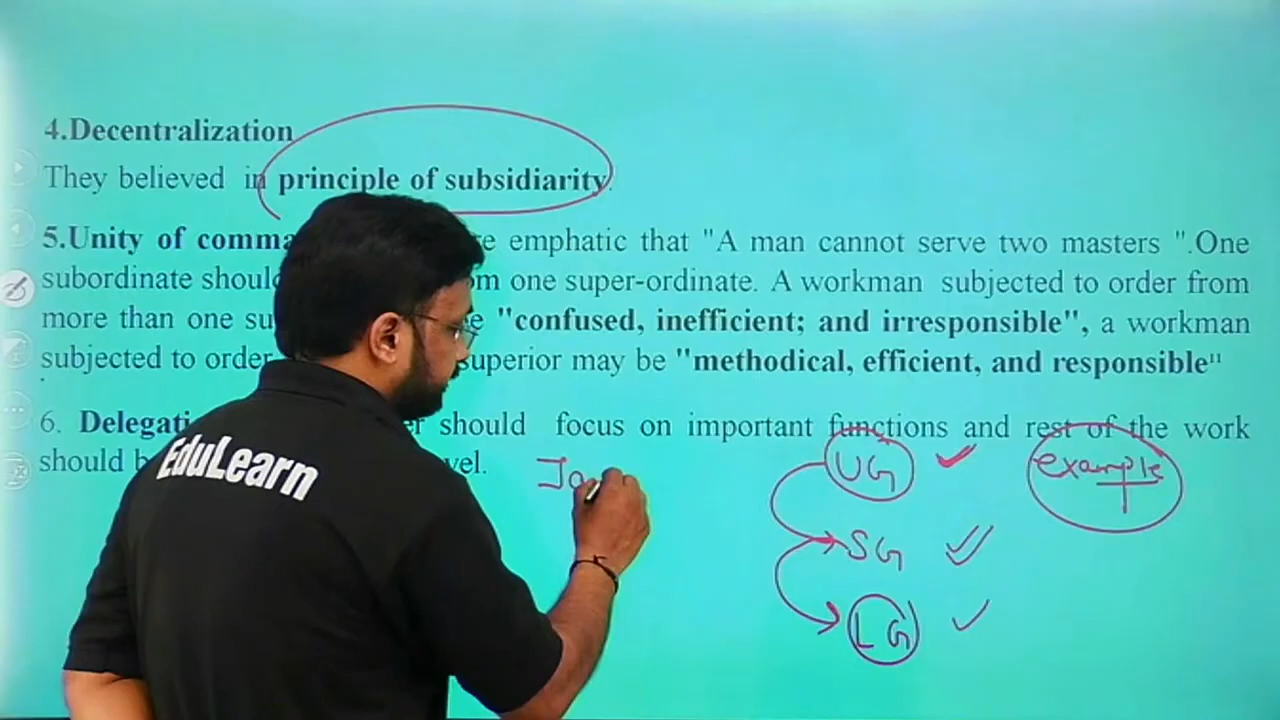 4.Decentralization
They believed in principle of subsidiarity.
5.Unity of comma e emphatic that "A man cannot serve two masters ".One
subordinate shoul m one super-ordinate. A workman subjected to order from
more than one su e "confused, inefficient; and irresponsible", a workman
subjected to order superior may be "methodical, efficient, and responsible"
6. Delegati r should focus on important functions and rest of the work
should b vel.
Ja
UG
example
SG
LG
EduLearn